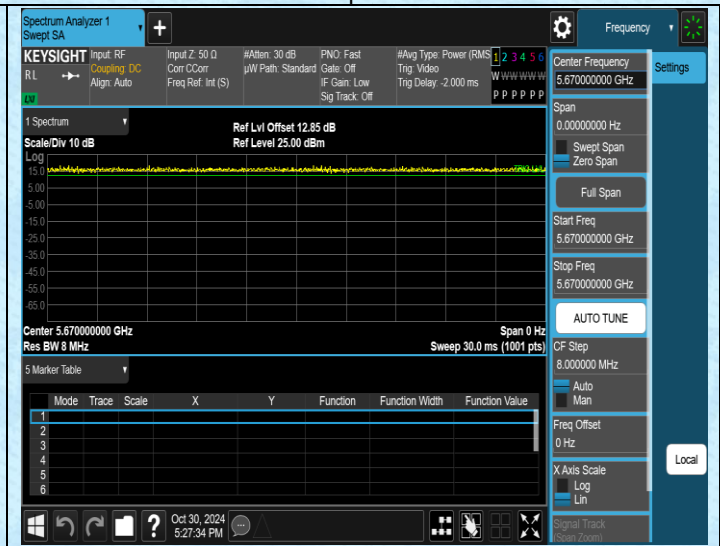 Spectrum Analyzer 1
Swept SA
+
Frequency
KEYSIGHT
RL
Input: RF
Coupling: DC
Align: Auto
Input Z: 50 Ω
Corr CCorr
Freq Ref: Int (S)
#Atten: 30 dB
µW Path: Standard
PNO: Fast
Gate: Off
IF Gain: Low
Sig Track: Off
#Avg Type: Power (RMS
Trig: Video
Trig Delay: -2.000 ms
1 2 3 4 5 6
W W W W W W
P P P P P P
1 Spectrum
Scale/Div 10 dB
Ref Lvl Offset 12.85 dB
Ref Level 25.00 dBm
Log
15.0
5.00
-5.00
-15.0
-25.0
-35.0
-45.0
-55.0
-65.0
Center 5.670000000 GHz
Res BW 8 MHz
Span 0 Hz
Sweep 30.0 ms (1001 pts)
5 Marker Table
Mode Trace Scale X Y Function Function Width Function Value
1
2
3
4
5
6
Oct 30, 2024
5:27:34 PM
Center Frequency
5.670000000 GHz
Span
0.00000000 Hz
Swept Span
Zero Span
Full Span
Start Freq
5.670000000 GHz
Stop Freq
5.670000000 GHz
AUTO TUNE
CF Step
8.000000 MHz
Auto
Man
Freq Offset
0 Hz
X Axis Scale
Log
Lin
Signal Track
(Span Zoom)
Settings
Local